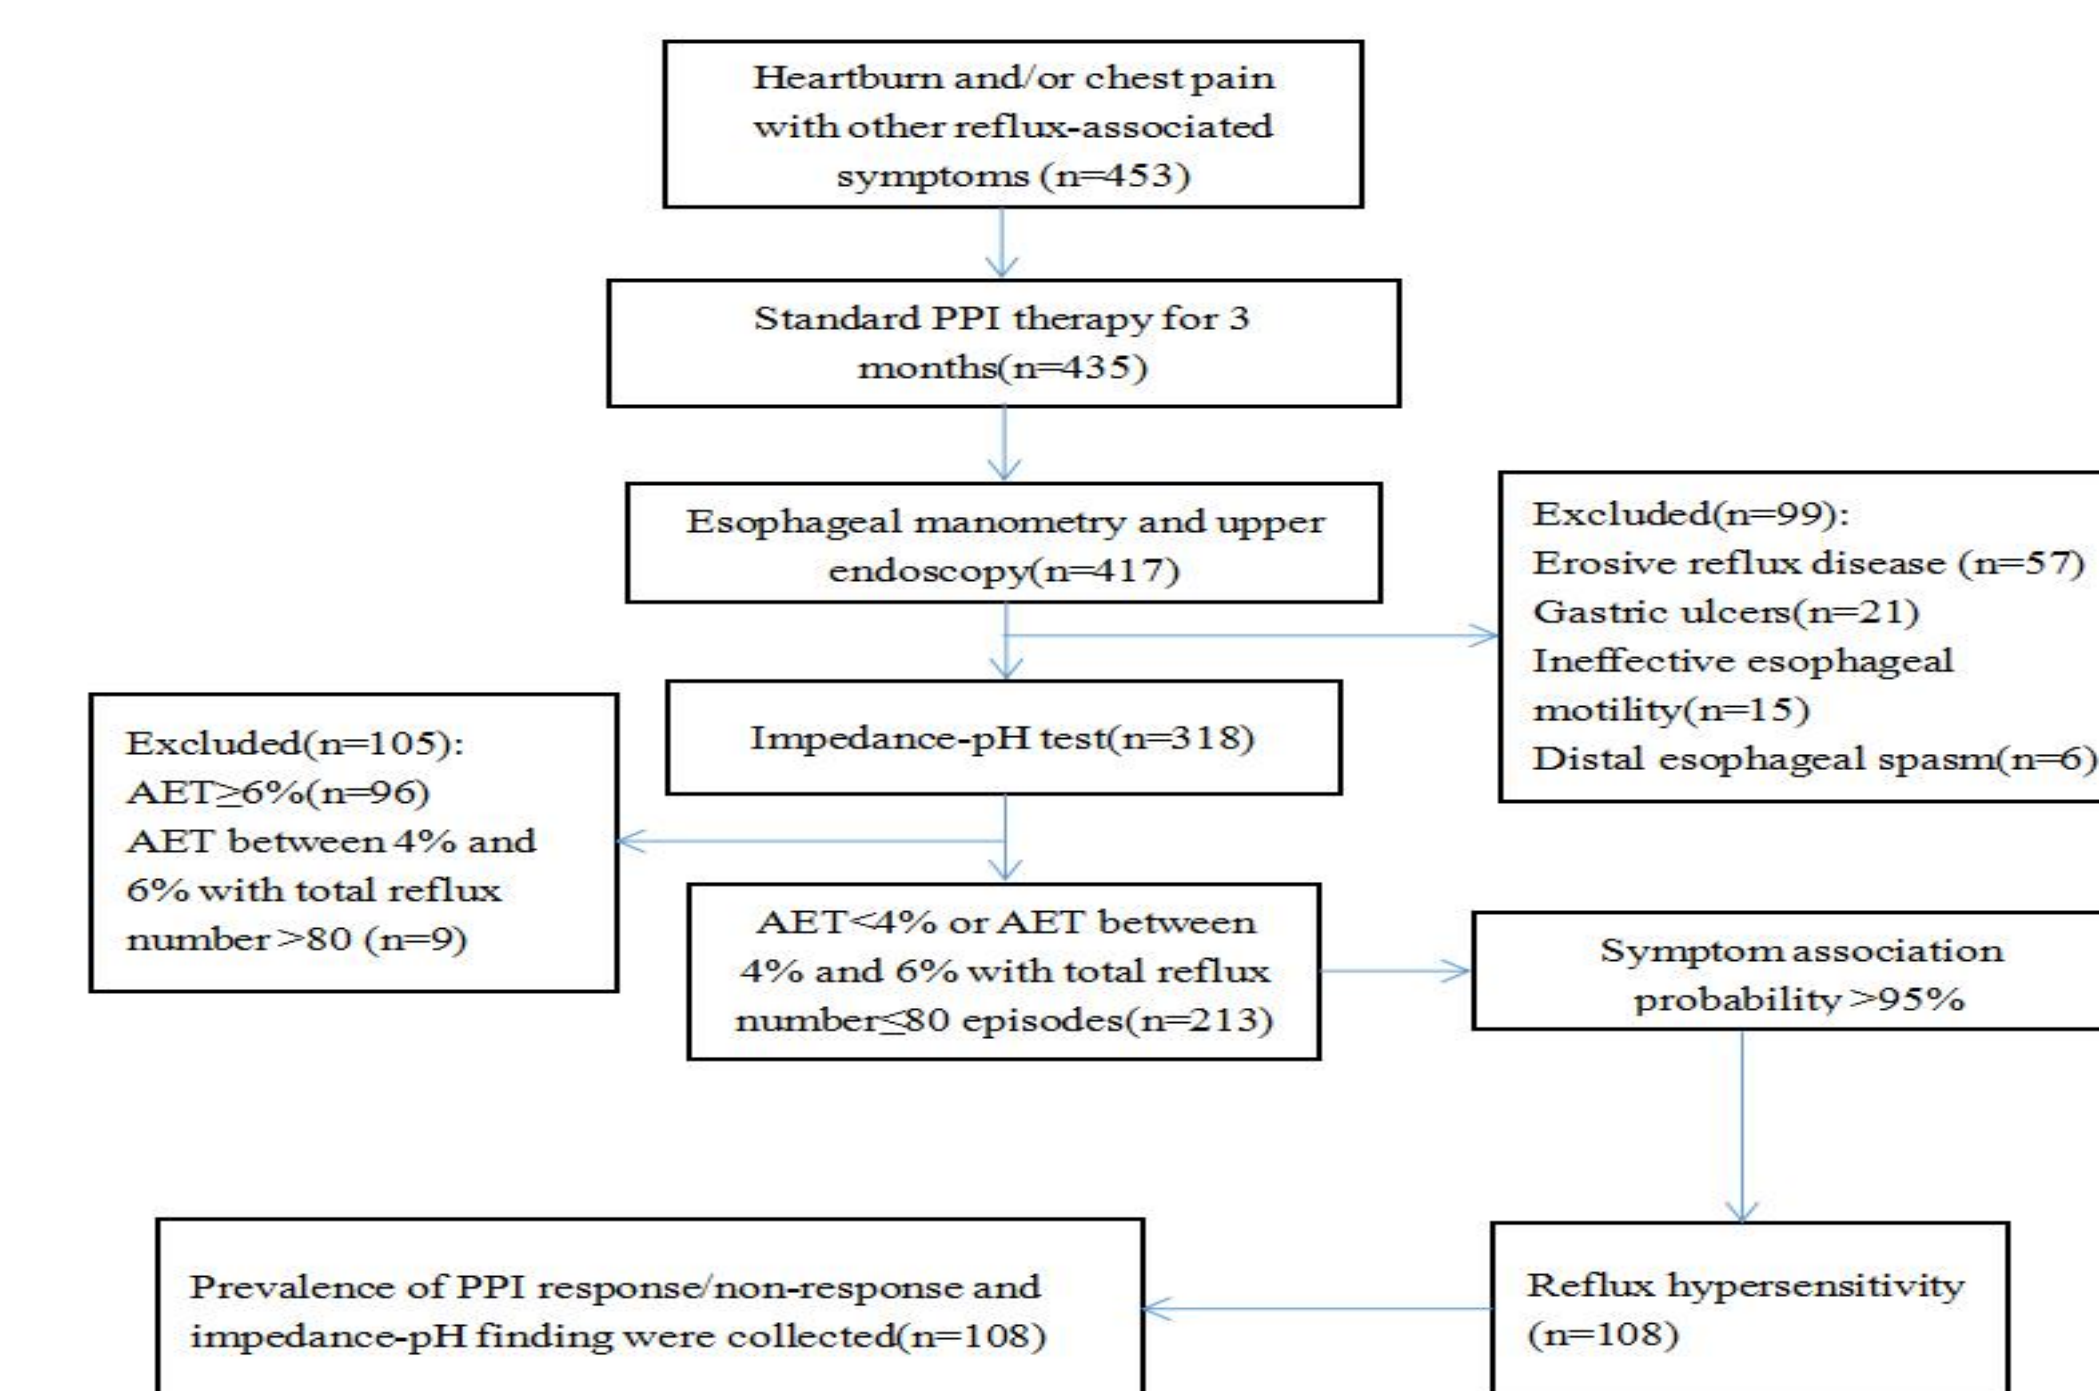 Heartburn and/or chest pain
with other reflux-associated
symptoms (n=453)
Standard PPI therapy for 3
months(n=435)
Esophageal manometry and upper
endoscopy(n=417)
Excluded(n=99):
Erosive reflux disease (n=57)
Gastric ulcers(n=21)
Ineffective esophageal
motility(n=15)
Distal esophageal spasm(n=6)
Impedance-pH test(n=318)
Excluded(n=105):
AET≥6%(n=96)
AET between 4% and
6% with total reflux
number >80 (n=9)
AET<4% or AET between
4% and 6% with total reflux
number≤80 episodes(n=213)
Symptom association
probability >95%
Reflux hypersensitivity
(n=108)
Prevalence of PPI response/non-response and
impedance-pH finding were collected(n=108)